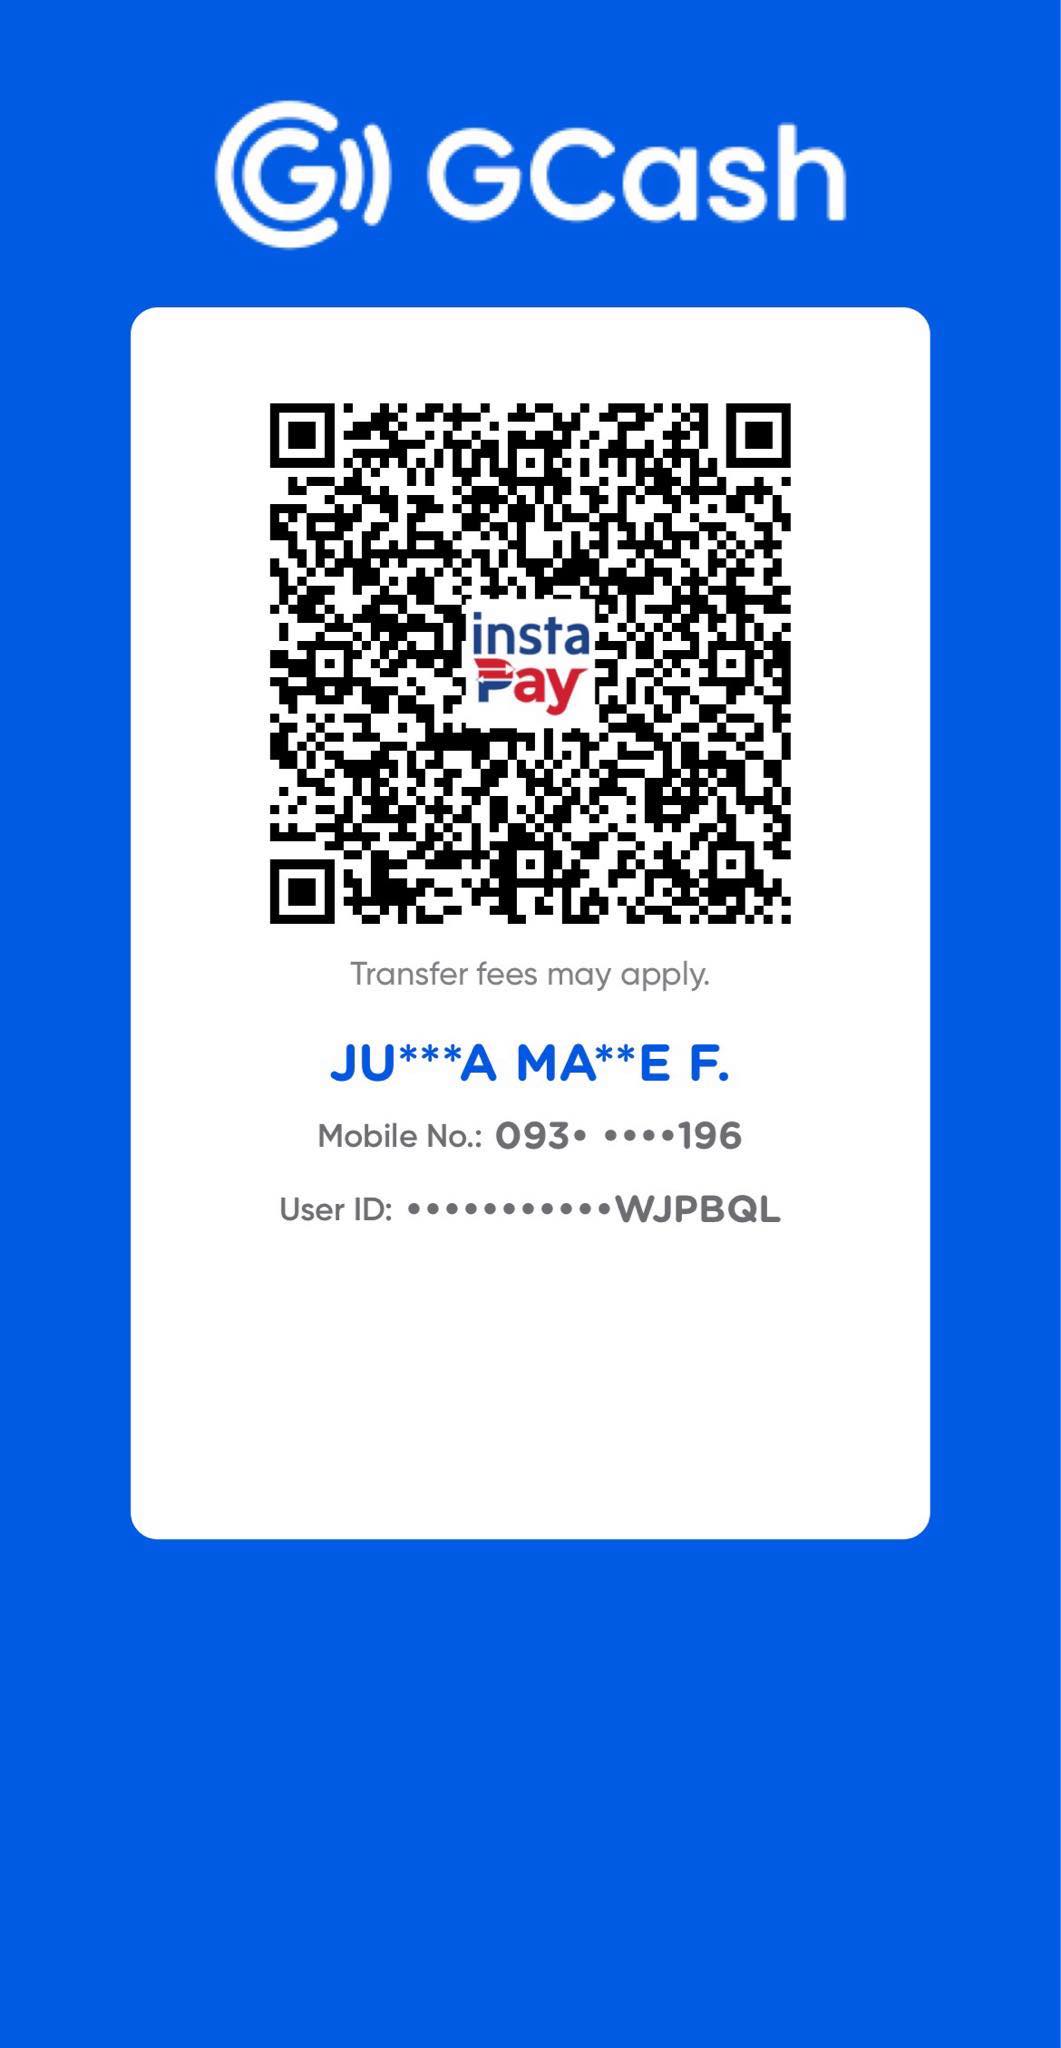 GCash
insta
Pay
Transfer fees may apply.
JU***A MA**E F.
Mobile No.: 093• ••••196
User ID: •••••••••••WJPBQL